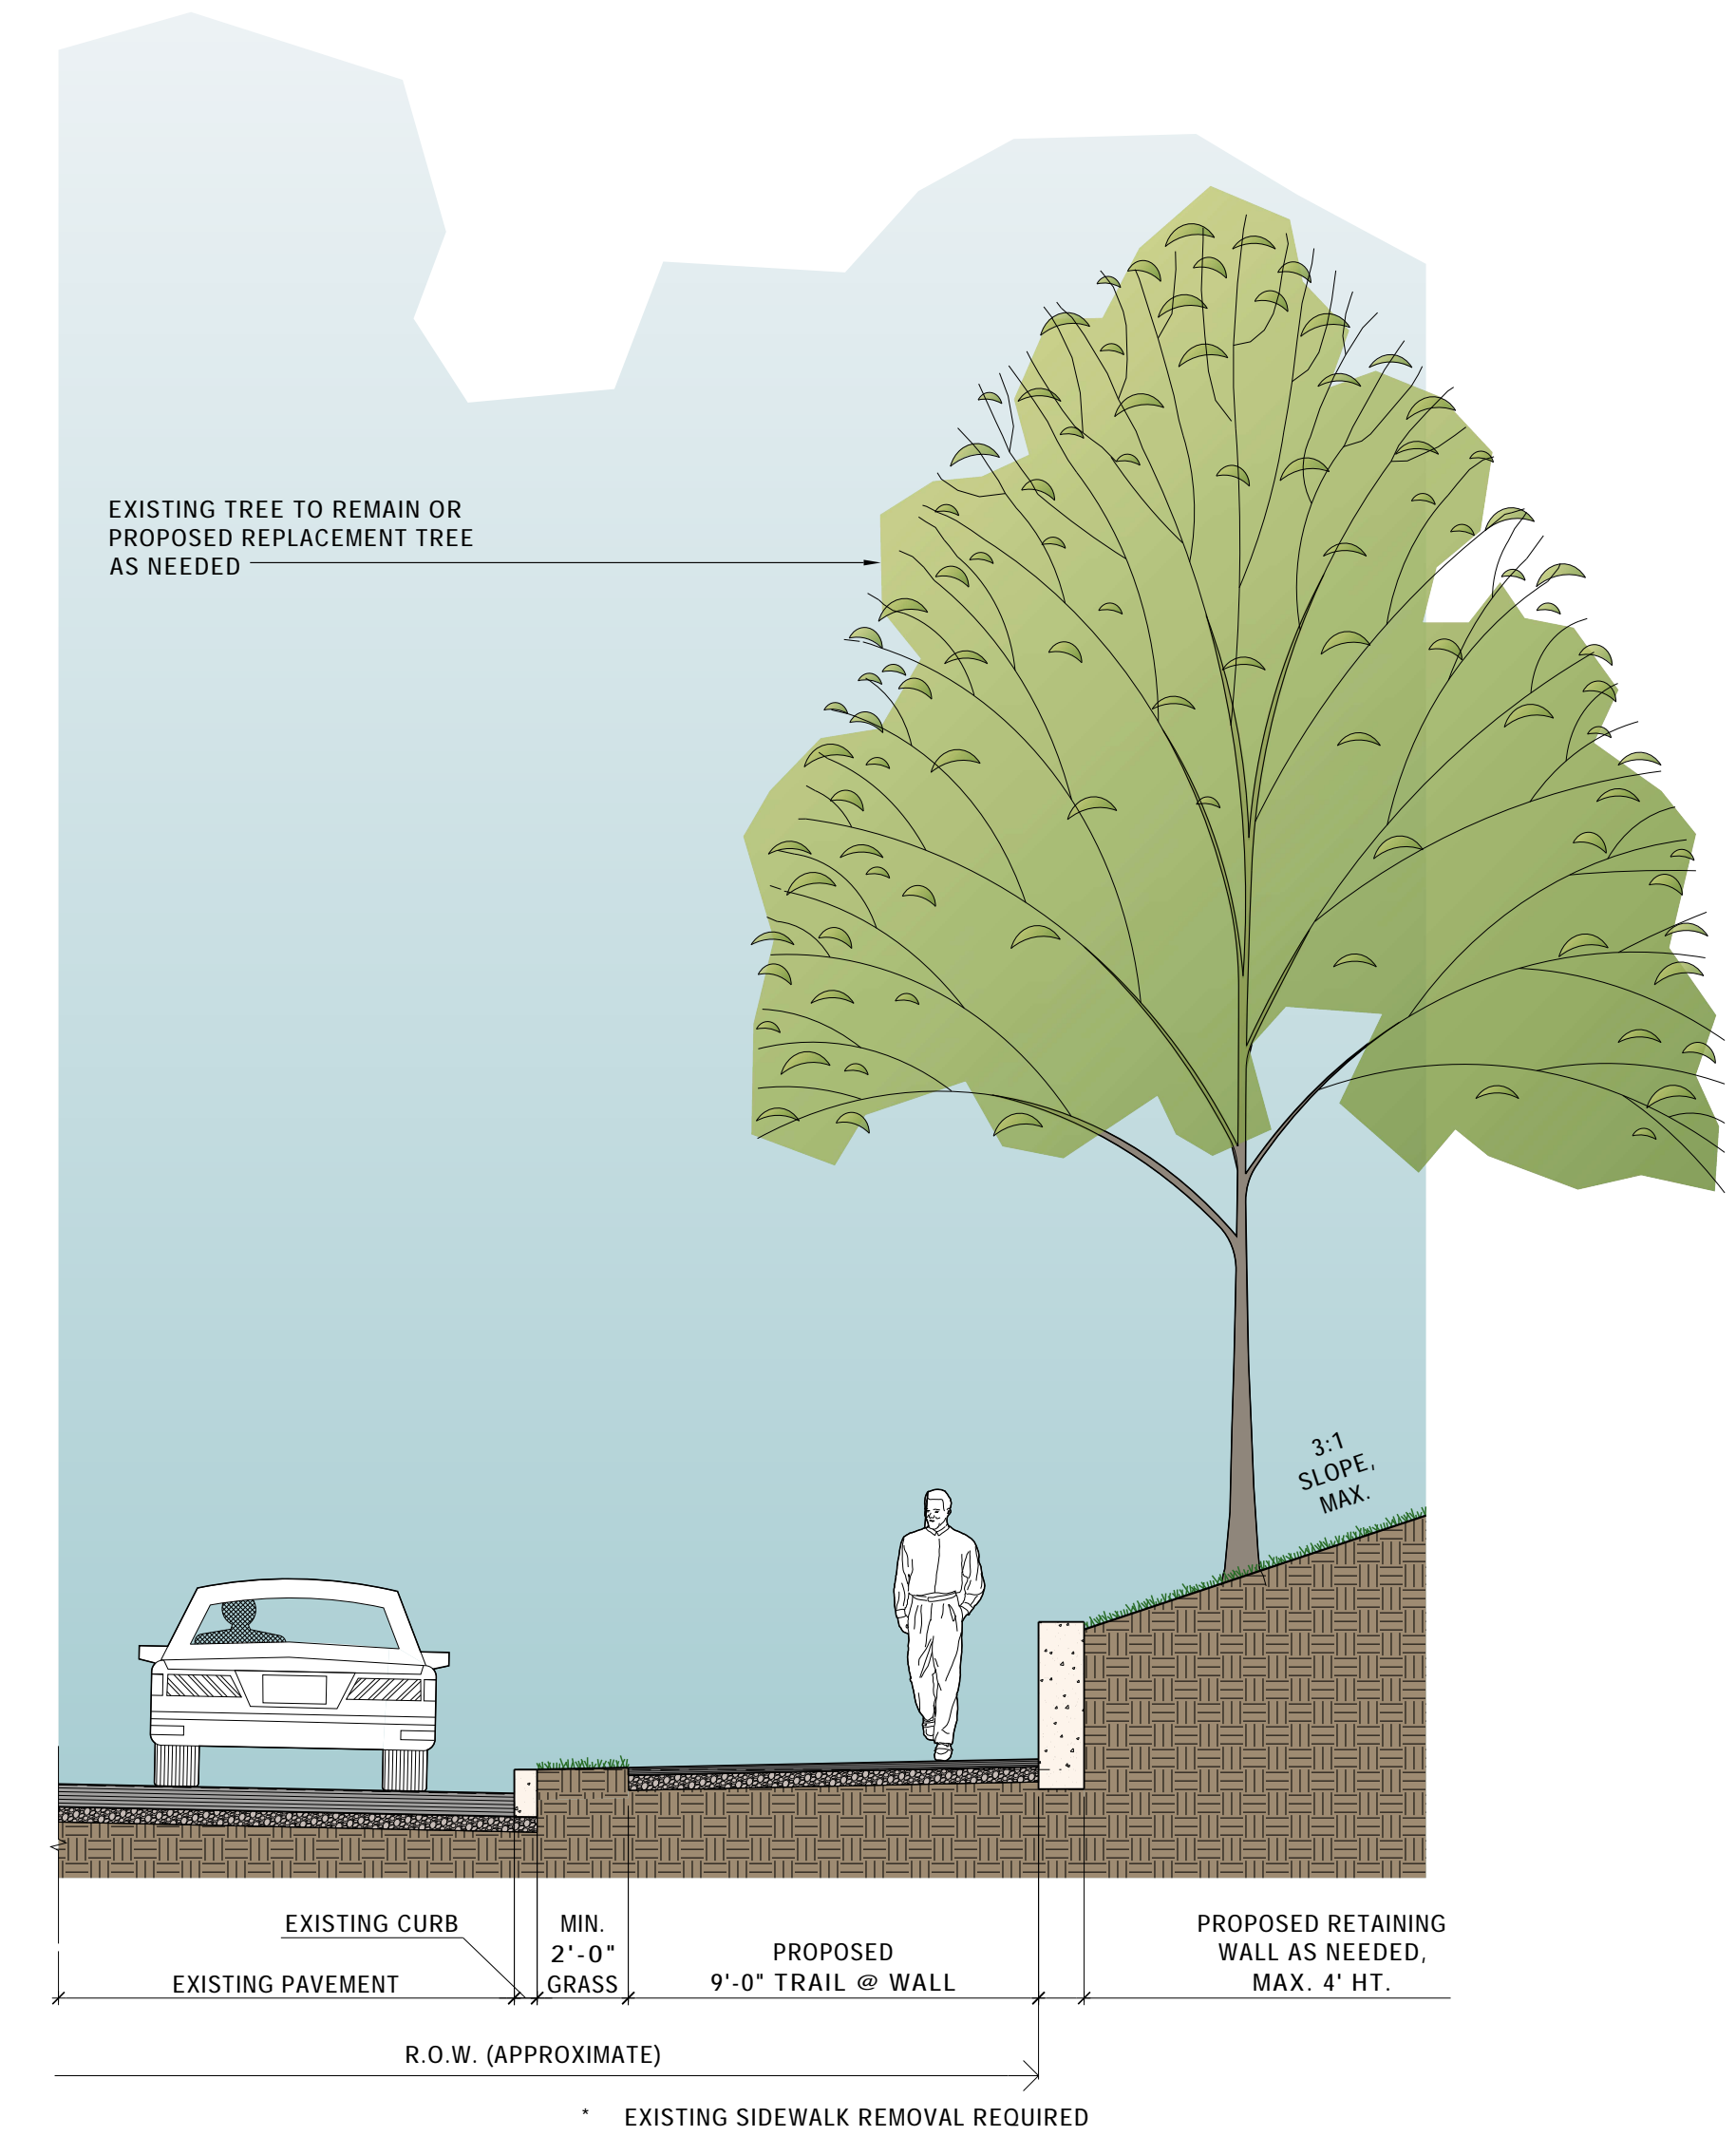 EXISTING TREE TO REMAIN OR
PROPOSED REPLACEMENT TREE
AS NEEDED
3:1
SLOPE,
MAX.
EXISTING CURB
EXISTING PAVEMENT
MIN.
2'-0"
GRASS
PROPOSED
9'-0" TRAIL @ WALL
PROPOSED RETAINING
WALL AS NEEDED,
MAX. 4' HT.
R.O.W. (APPROXIMATE)
* EXISTING SIDEWALK REMOVAL REQUIRED